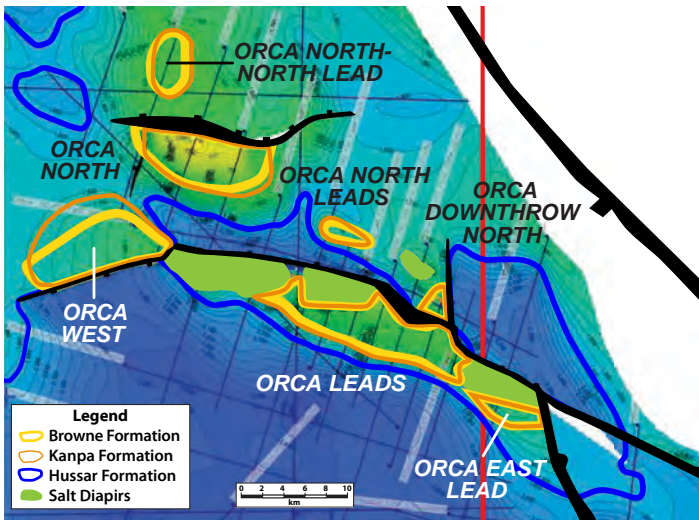 ORCA NORTH-
NORTH LEAD
ORCA
NORTH
ORCA NORTH
LEADS
ORCA
DOWNTHROW
NORTH
ORCA
WEST
ORCA LEADS
ORCA EAST
LEAD
Legend
Browne Formation
Kanpa Formation
Hussar Formation
Salt Diapirs
0 2 4 6 8 10
km